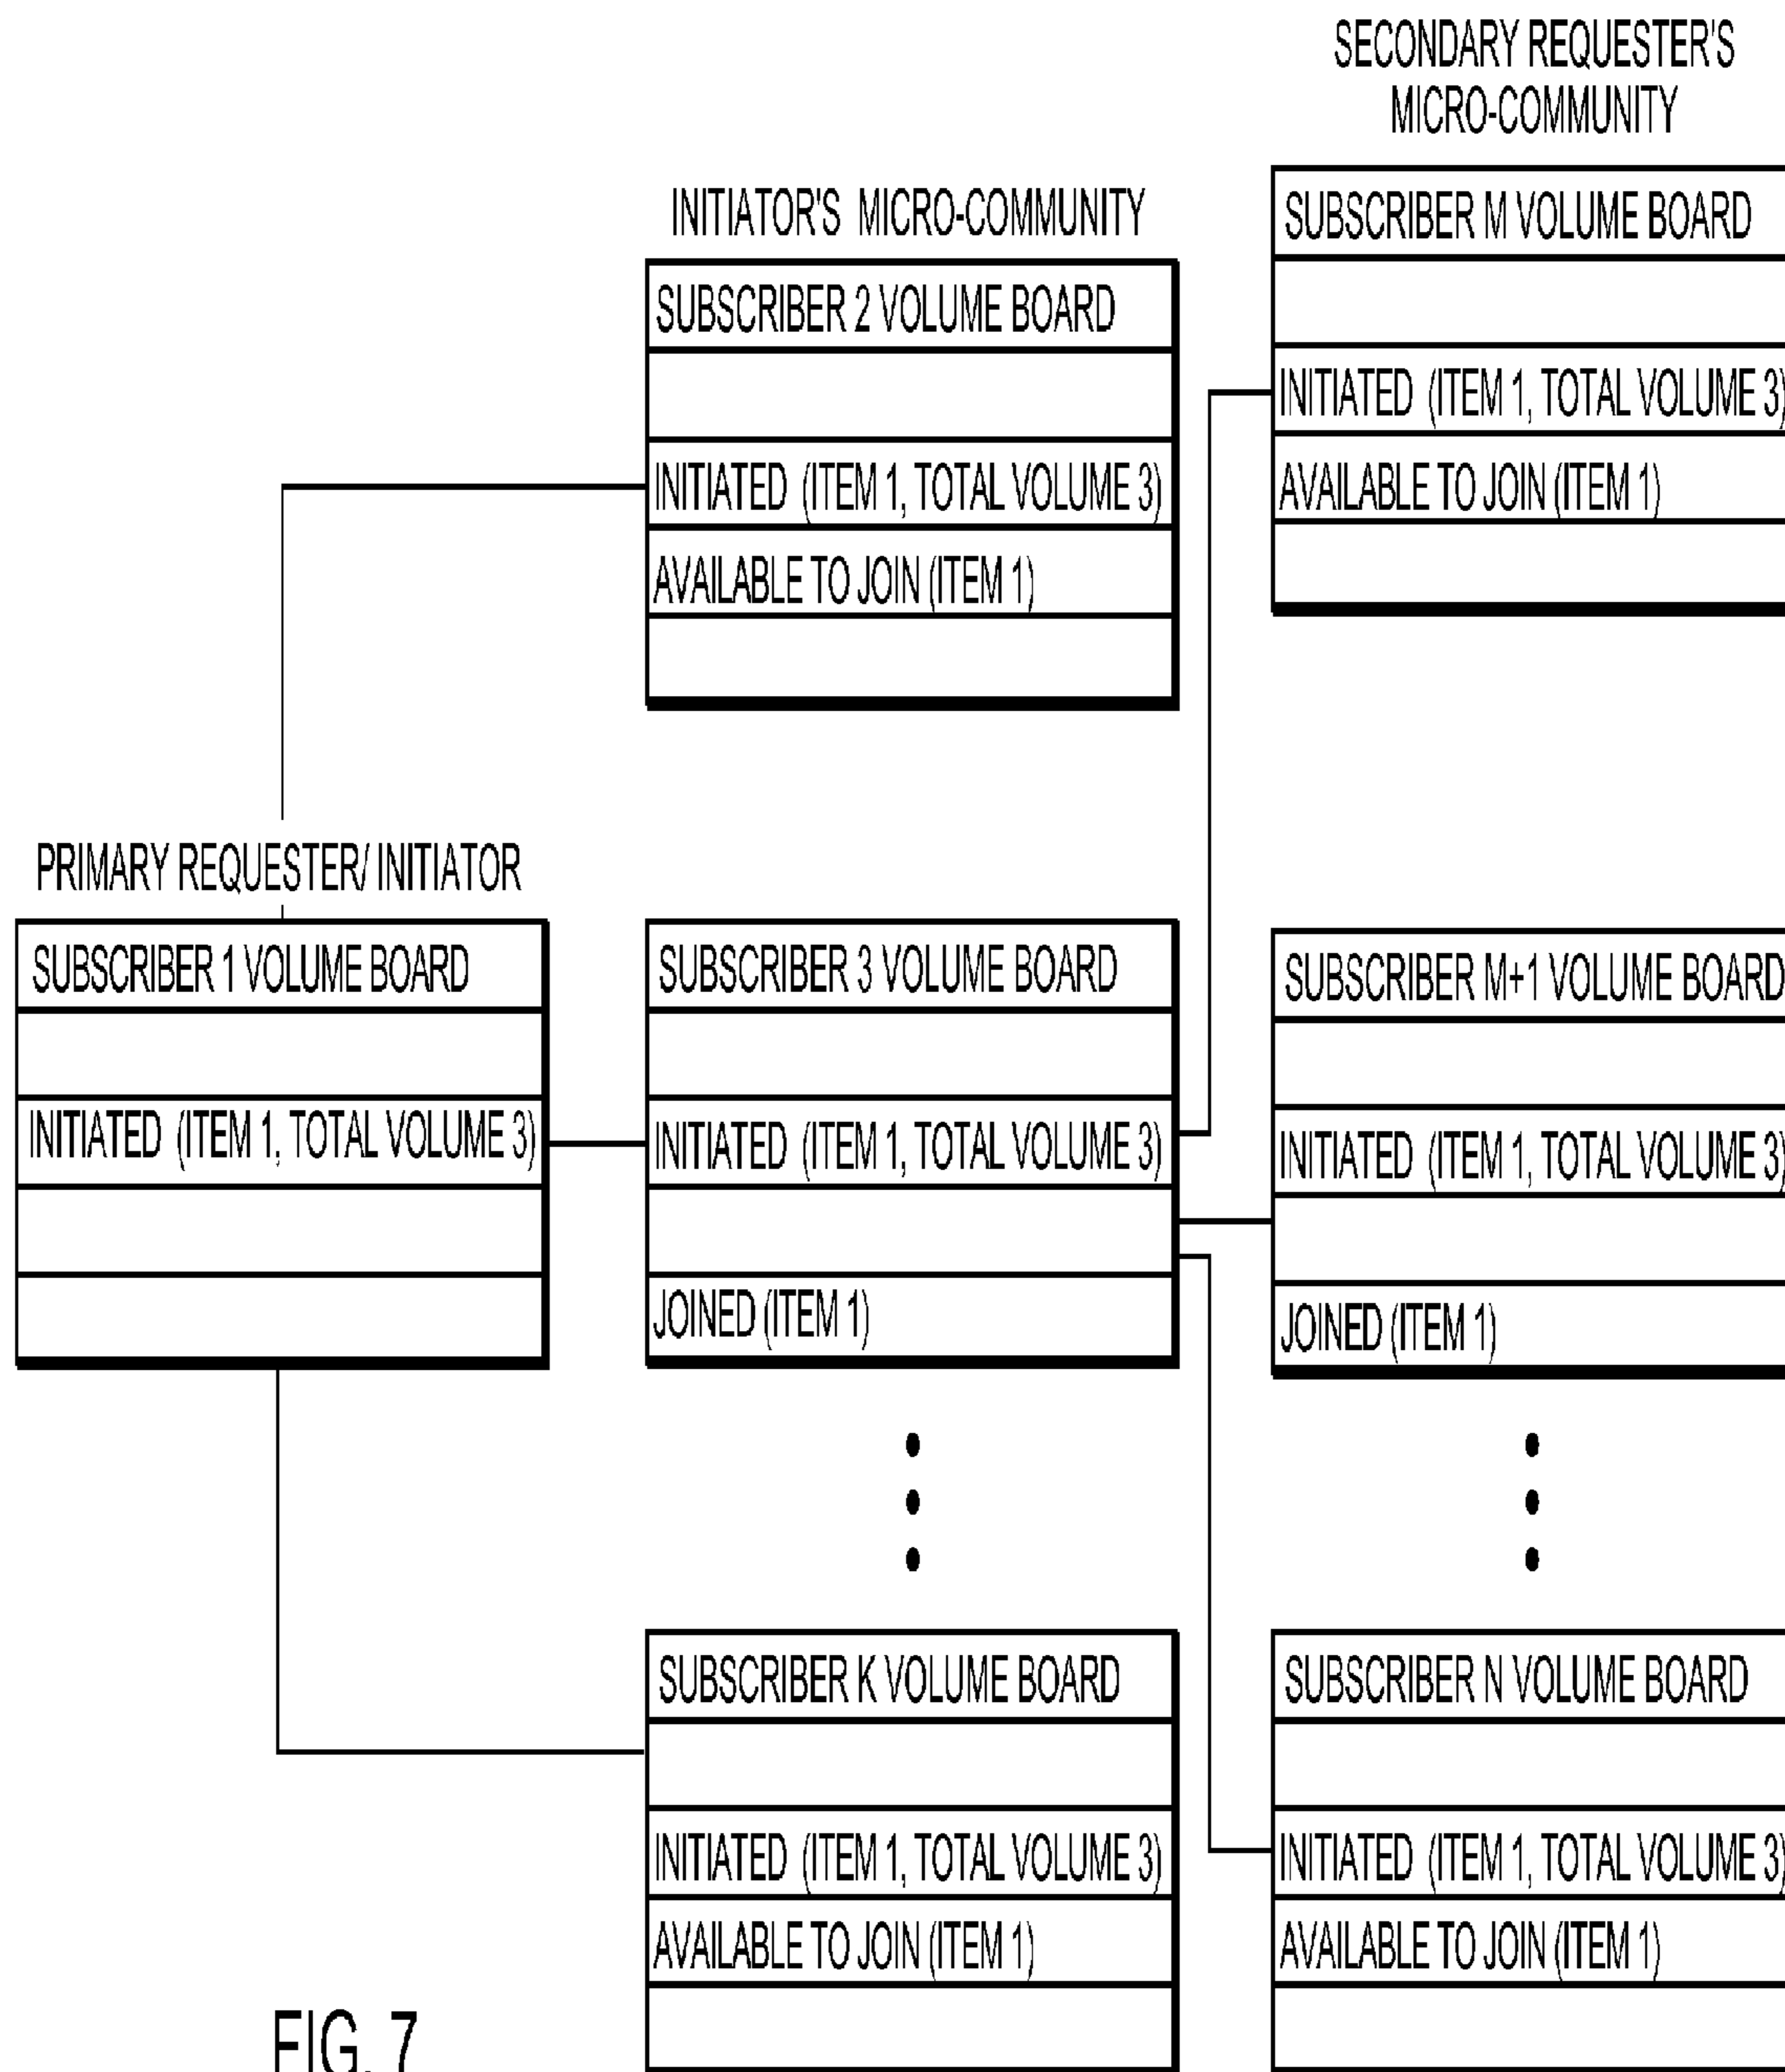 SECONDARY REQUESTER'S
MICRO-COMMUNITY
SUBSCRIBER M VOLUME BOARD
INITIATED (ITEM 1, TOTAL VOLUME 3)
AVAILABLE TO JOIN (ITEM 1)
INITIATOR'S MICRO-COMMUNITY
SUBSCRIBER 2 VOLUME BOARD
INITIATED (ITEM 1, TOTAL VOLUME 3)
AVAILABLE TO JOIN (ITEM 1)
PRIMARY REQUESTER/ INITIATOR
SUBSCRIBER 1 VOLUME BOARD
INITIATED (ITEM 1, TOTAL VOLUME 3)
SUBSCRIBER 3 VOLUME BOARD
INITIATED (ITEM 1, TOTAL VOLUME 3)
JOINED (ITEM 1)
SUBSCRIBER M+1 VOLUME BOARD
INITIATED (ITEM 1, TOTAL VOLUME 3)
JOINED (ITEM 1)
SUBSCRIBER K VOLUME BOARD
INITIATED (ITEM 1, TOTAL VOLUME 3)
AVAILABLE TO JOIN (ITEM 1)
SUBSCRIBER N VOLUME BOARD
INITIATED (ITEM 1, TOTAL VOLUME 3)
AVAILABLE TO JOIN (ITEM 1)
FIG. 7